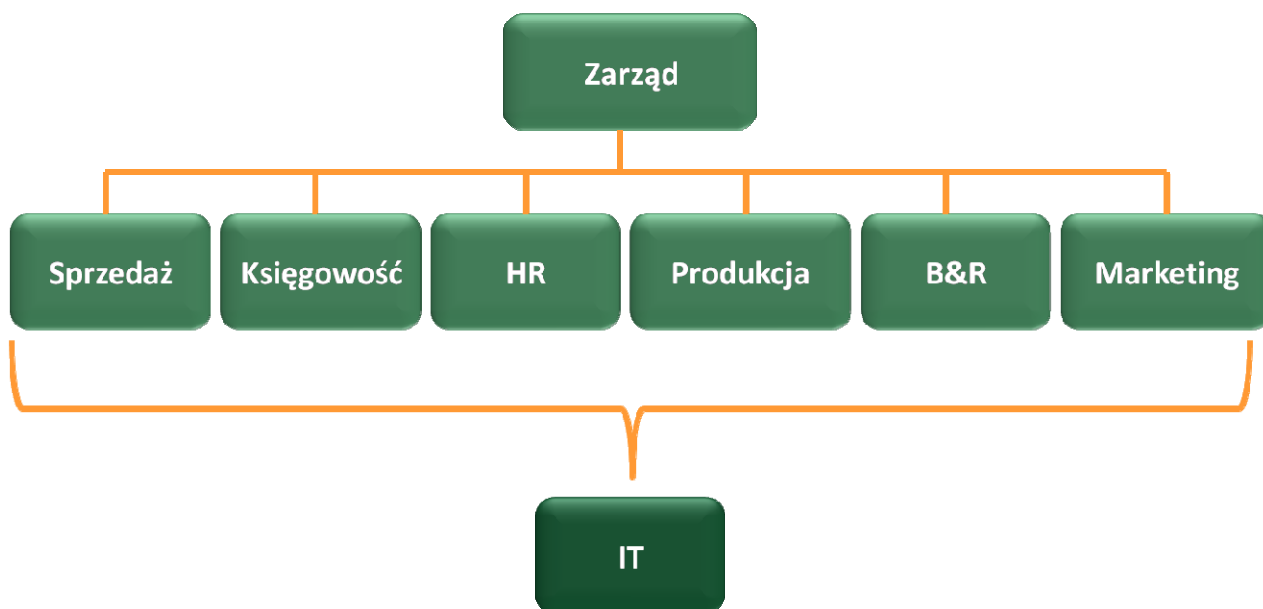 Zarząd
Sprzedaż
Księgowość
HR
Produkcja
B&R
Marketing
IT